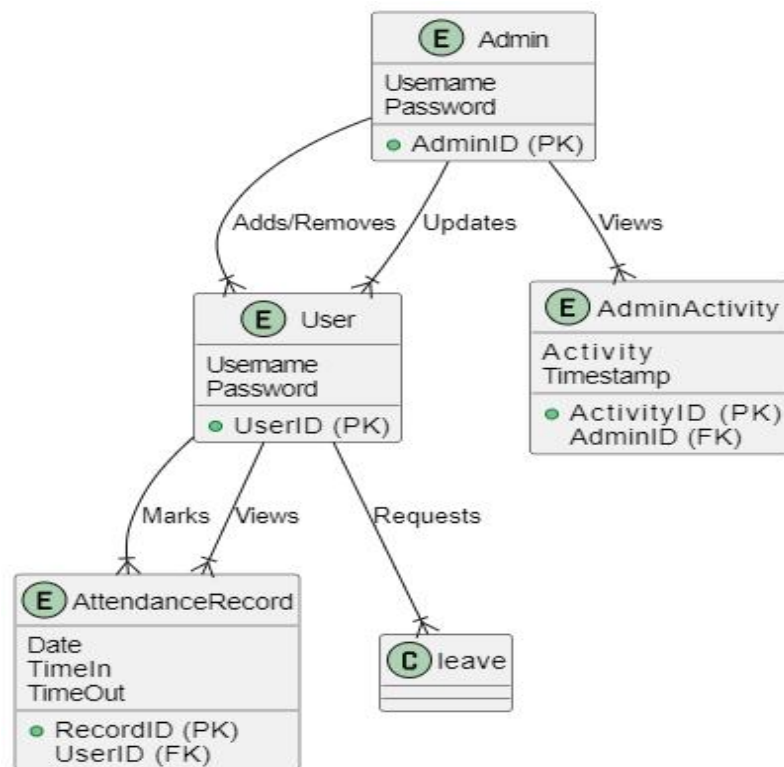 E Admin
Username
Password
AdminID (PK)
Adds/Removes
Updates
Views
E User
Username
Password
UserID (PK)
E AdminActivity
Activity
Timestamp
ActivityID (PK)
AdminID (FK)
Marks
Views
Requests
E AttendanceRecord
Date
TimeIn
TimeOut
RecordID (PK)
UserID (FK)
C leave